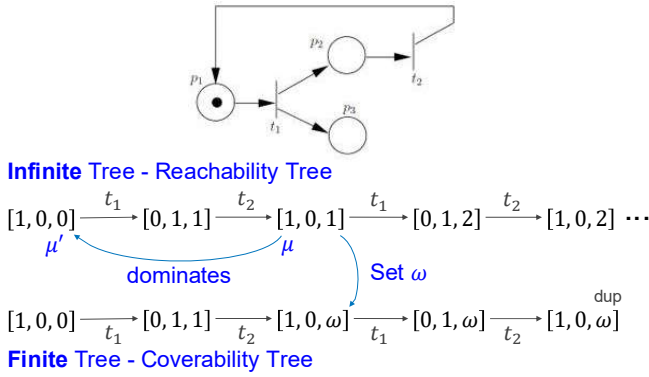 p₂
p₁
t₂
t₁
p₃
Infinite Tree - Reachability Tree
[1, 0, 0] t₁ [0, 1, 1] t₂ [1, 0, 1] t₁ [0, 1, 2] t₂ [1, 0, 2] ⋯
μ′ μ
dominates Set ω
dup
[1, 0, 0] t₁ [0, 1, 1] t₂ [1, 0, ω] t₁ [0, 1, ω] t₂ [1, 0, ω]
Finite Tree - Coverability Tree